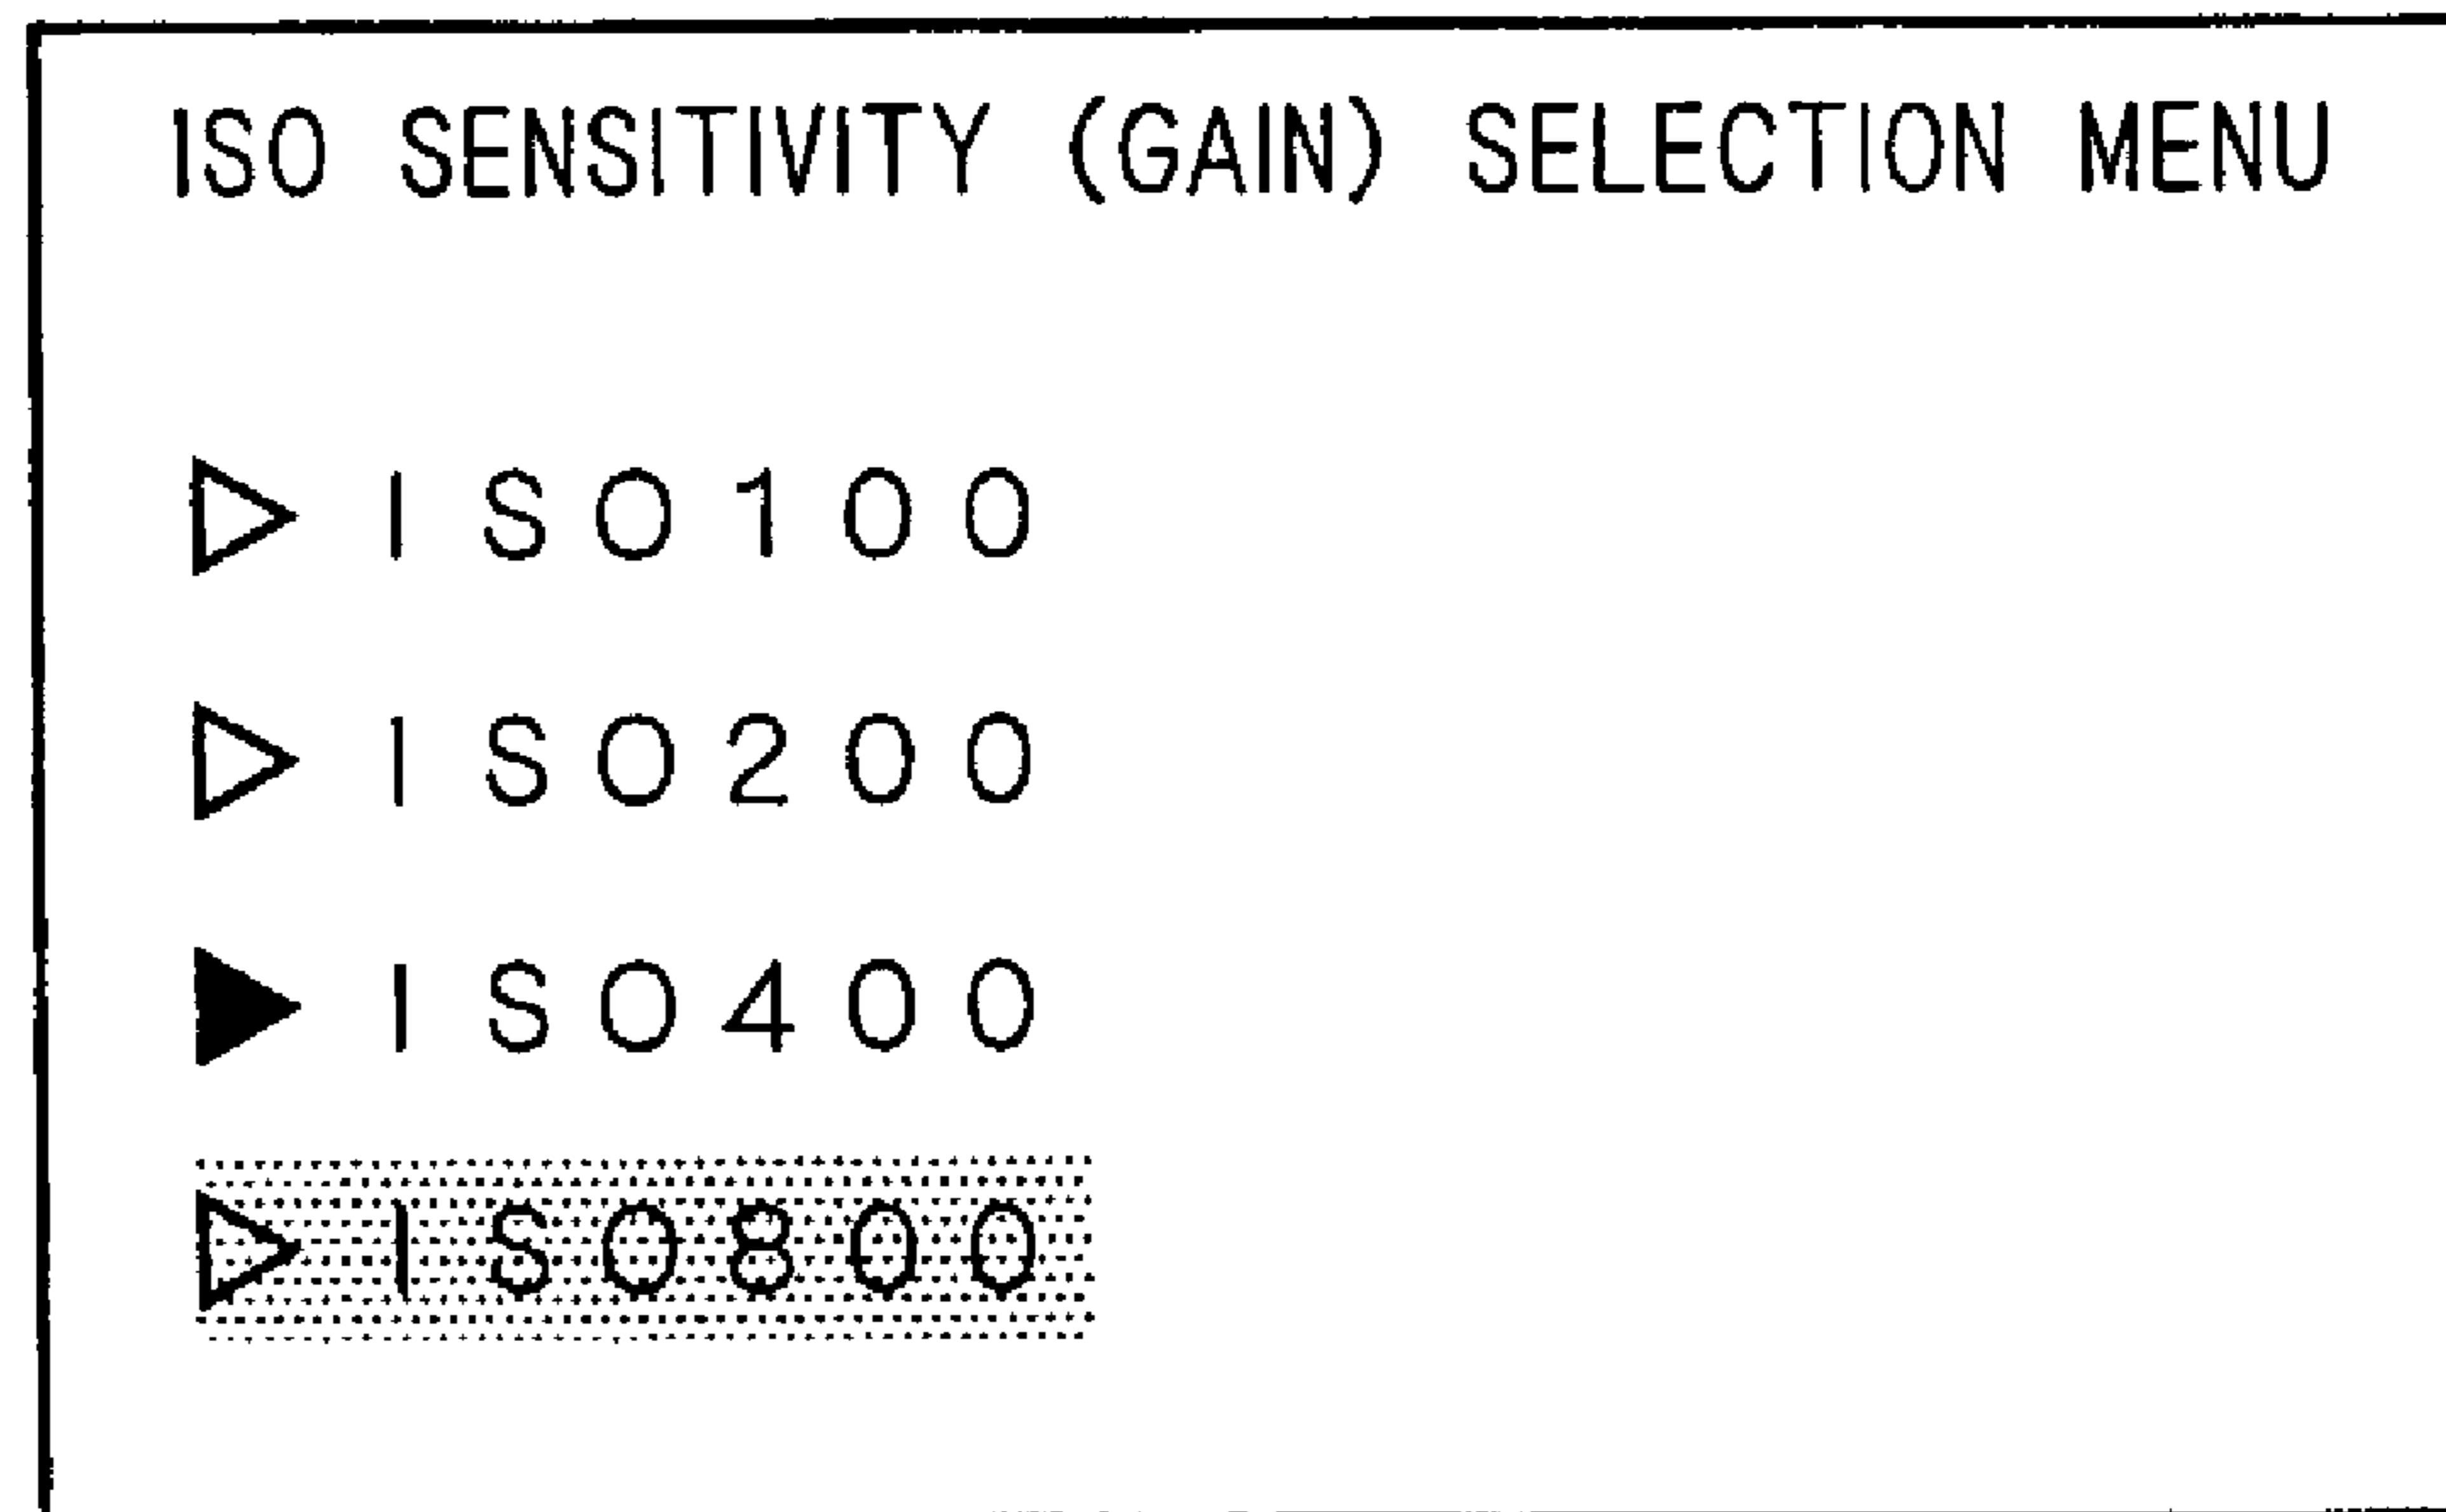 ISO SENSITIVITY (GAIN) SELECTION MENU
▷ ISO100
▷ ISO200
▶ ISO400
▷ ISO800